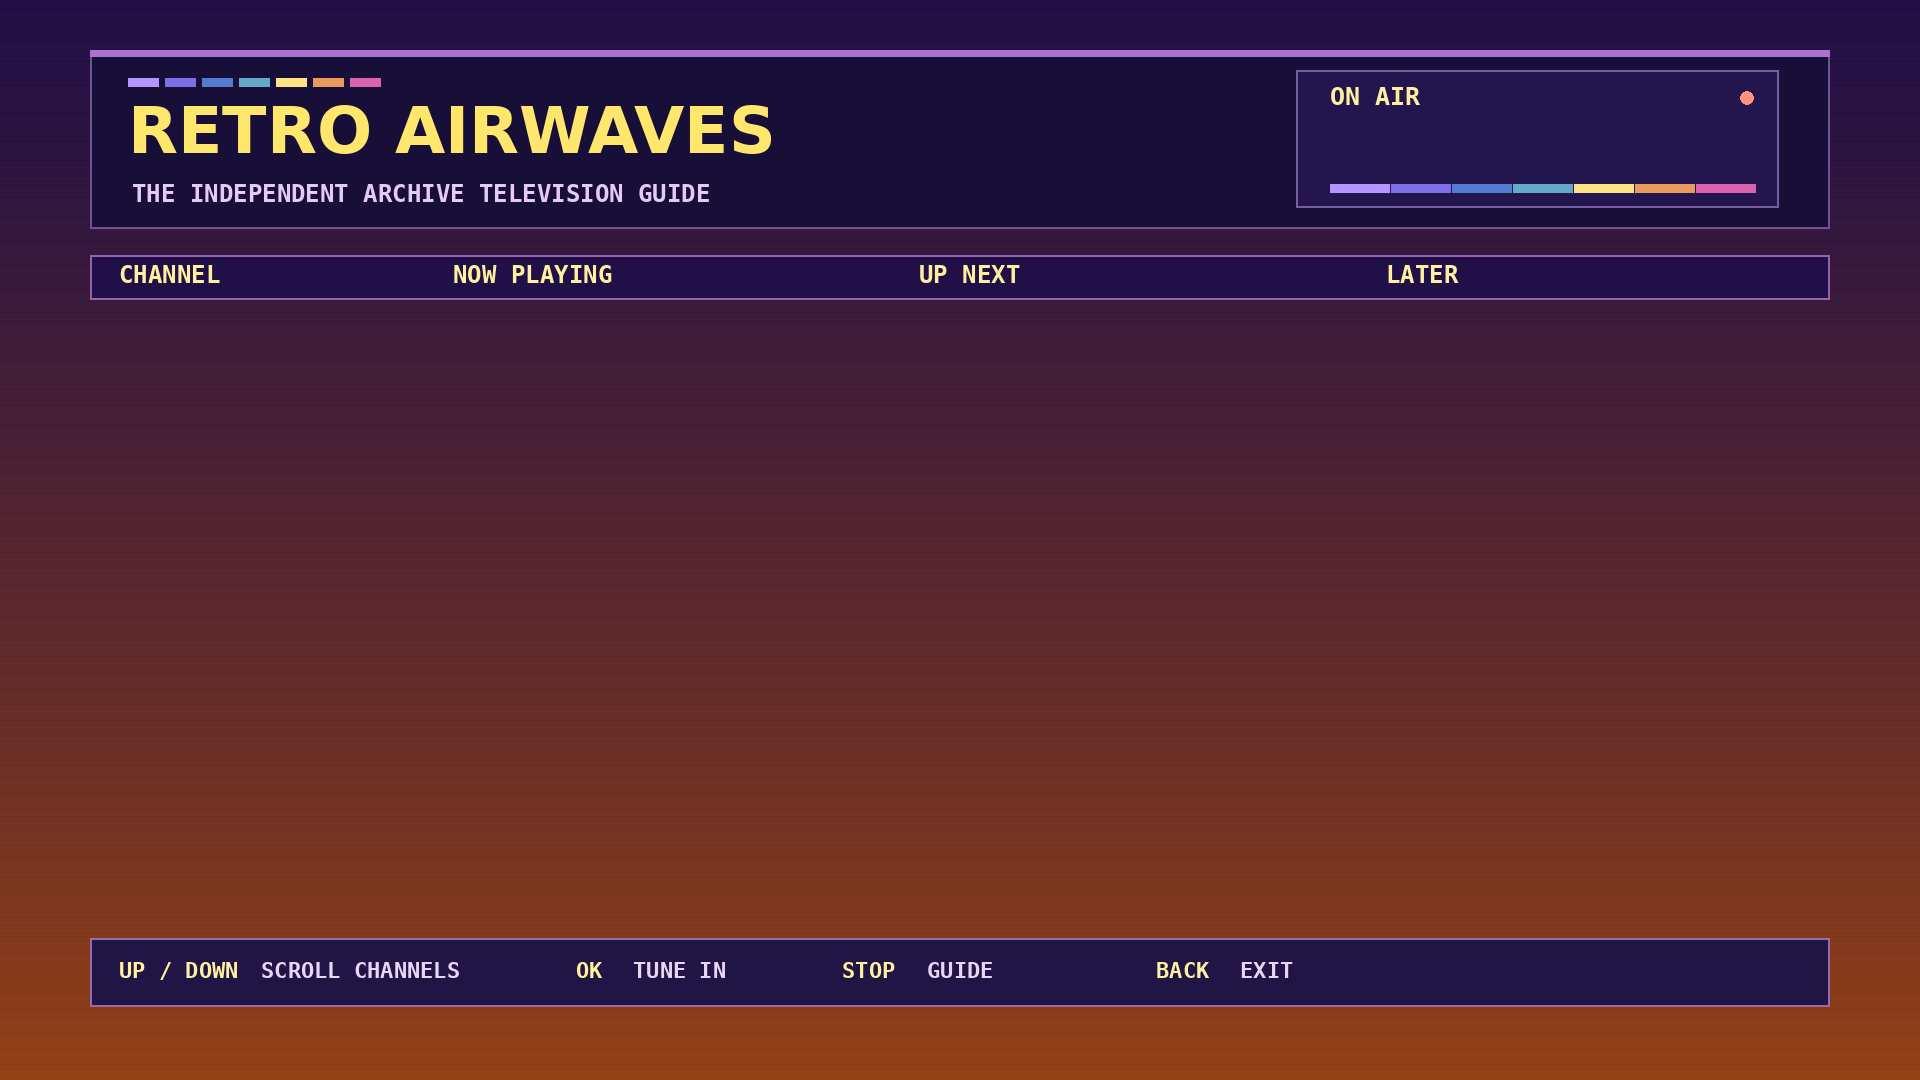 RETRO AIRWAVES
THE INDEPENDENT ARCHIVE TELEVISION GUIDE
ON AIR
CHANNEL NOW PLAYING UP NEXT LATER
UP / DOWN SCROLL CHANNELS OK TUNE IN STOP GUIDE BACK EXIT